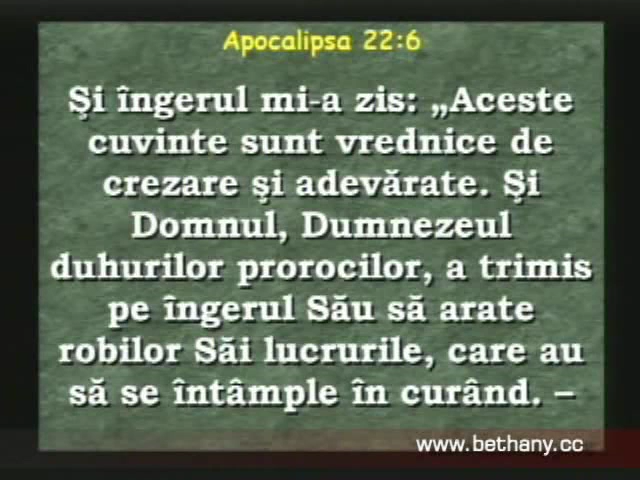 Apocalipsa 22:6
Şi îngerul mi-a zis: „Aceste
cuvinte sunt vrednice de
crezare şi adevărate. Şi
Domnul, Dumnezeul
duhurilor prorocilor, a trimis
pe îngerul Său să arate
robilor Săi lucrurile, care au
să se întâmple în curând. –
www.bethany.cc